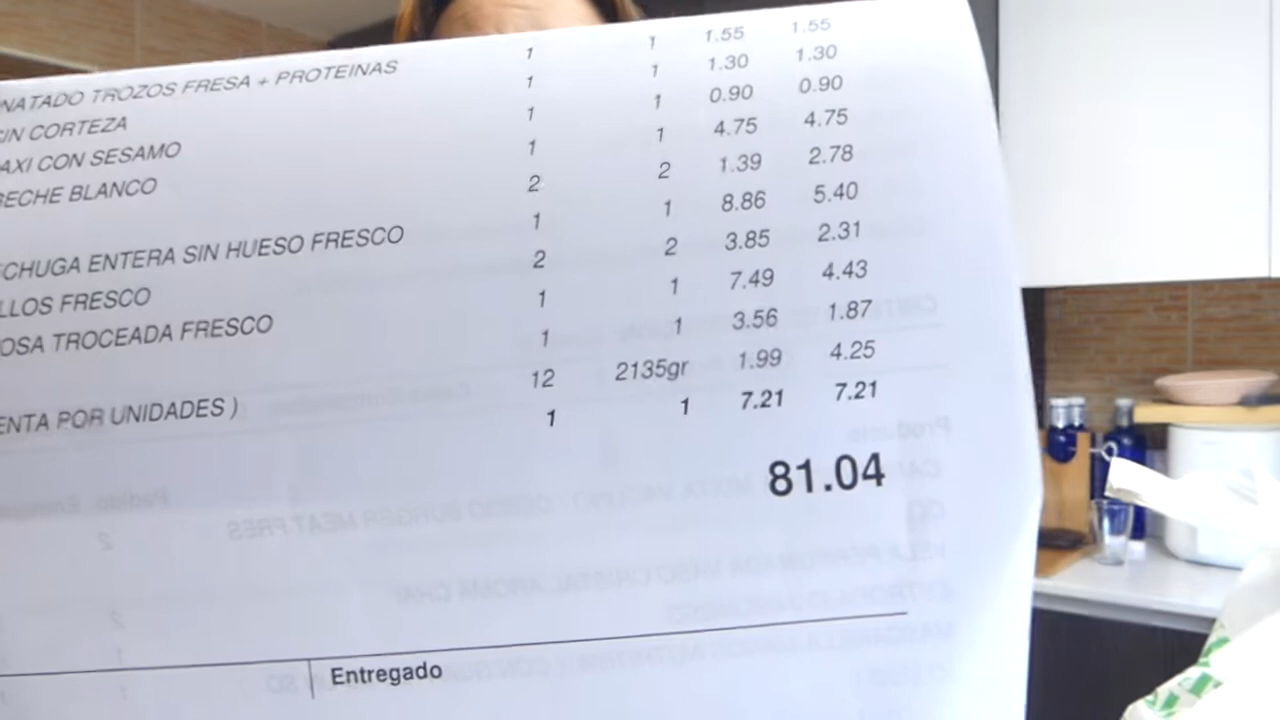 NATADO TROZOS FRESA + PROTEINAS 1 1 1.55 1.55
SIN CORTEZA 1 1 1.30 1.30
AXI CON SESAMO 1 1 0.90 0.90
BECHE BLANCO 1 1 4.75 4.75
2 2 1.39 2.78
CHUGA ENTERA SIN HUESO FRESCO 1 1 8.86 5.40
LLOS FRESCO 2 2 3.85 2.31
OSA TROCEADA FRESCO 1 1 7.49 4.43
1 1 3.56 1.87
ENTA POR UNIDADES ) 12 2135gr 1.99 4.25
1 1 7.21 7.21
81.04
Entregado